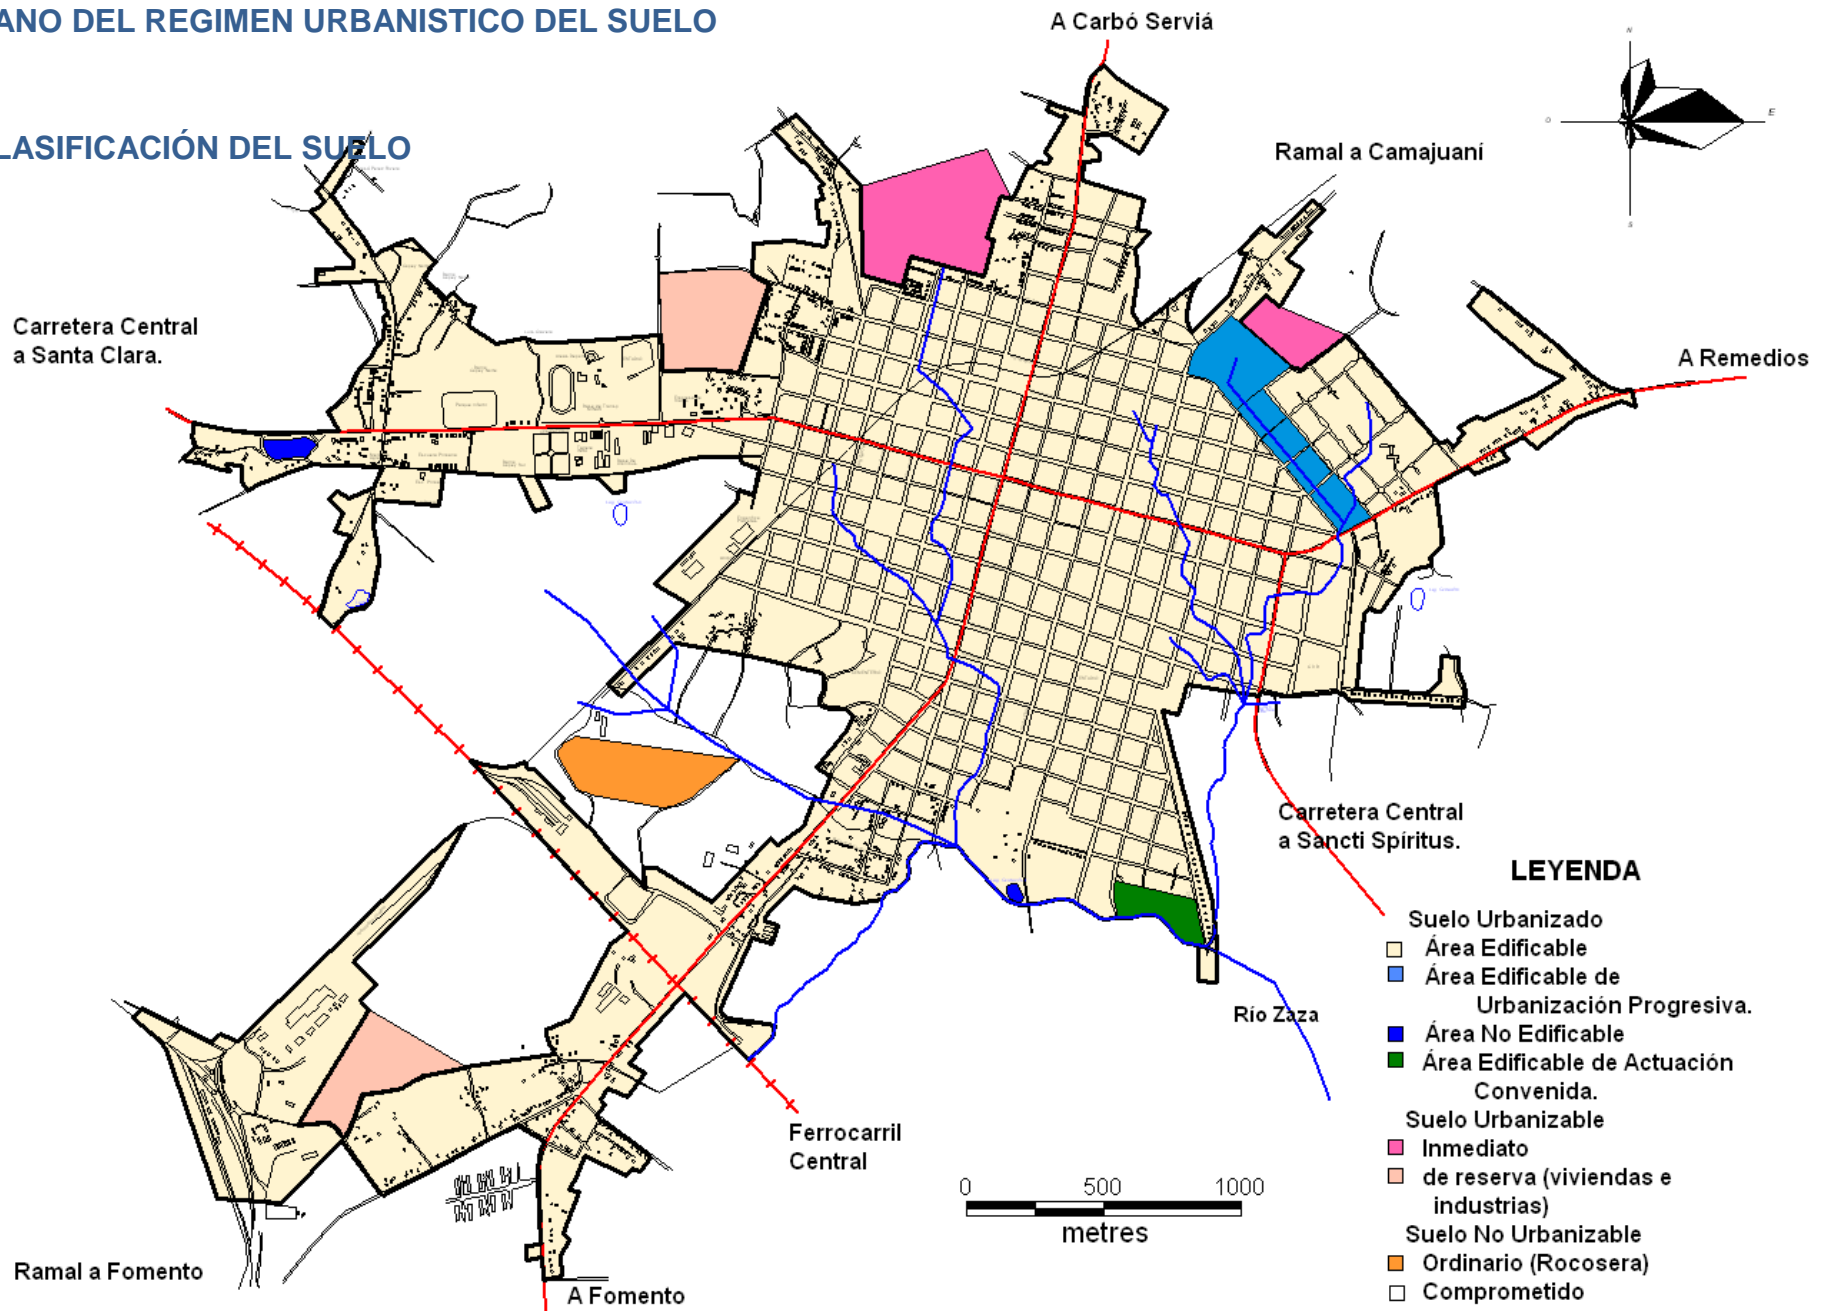 ANO DEL REGIMEN URBANISTICO DEL SUELO
LASIFICACIÓN DEL SUELO
A Carbó Serviá
N
O
E
S
Ramal a Camajuaní
Carretera Central
a Santa Clara.
A Remedios
Carretera Central
a Sancti Spíritus.
Río Zaza
Ferrocarril
Central
Ramal a Fomento
A Fomento
0 500 1000
metres
LEYENDA
Suelo Urbanizado
Área Edificable
Área Edificable de
Urbanización Progresiva.
Área No Edificable
Área Edificable de Actuación
Convenida.
Suelo Urbanizable
Inmediato
de reserva (viviendas e
industrias)
Suelo No Urbanizable
Ordinario (Rocosera)
Comprometido